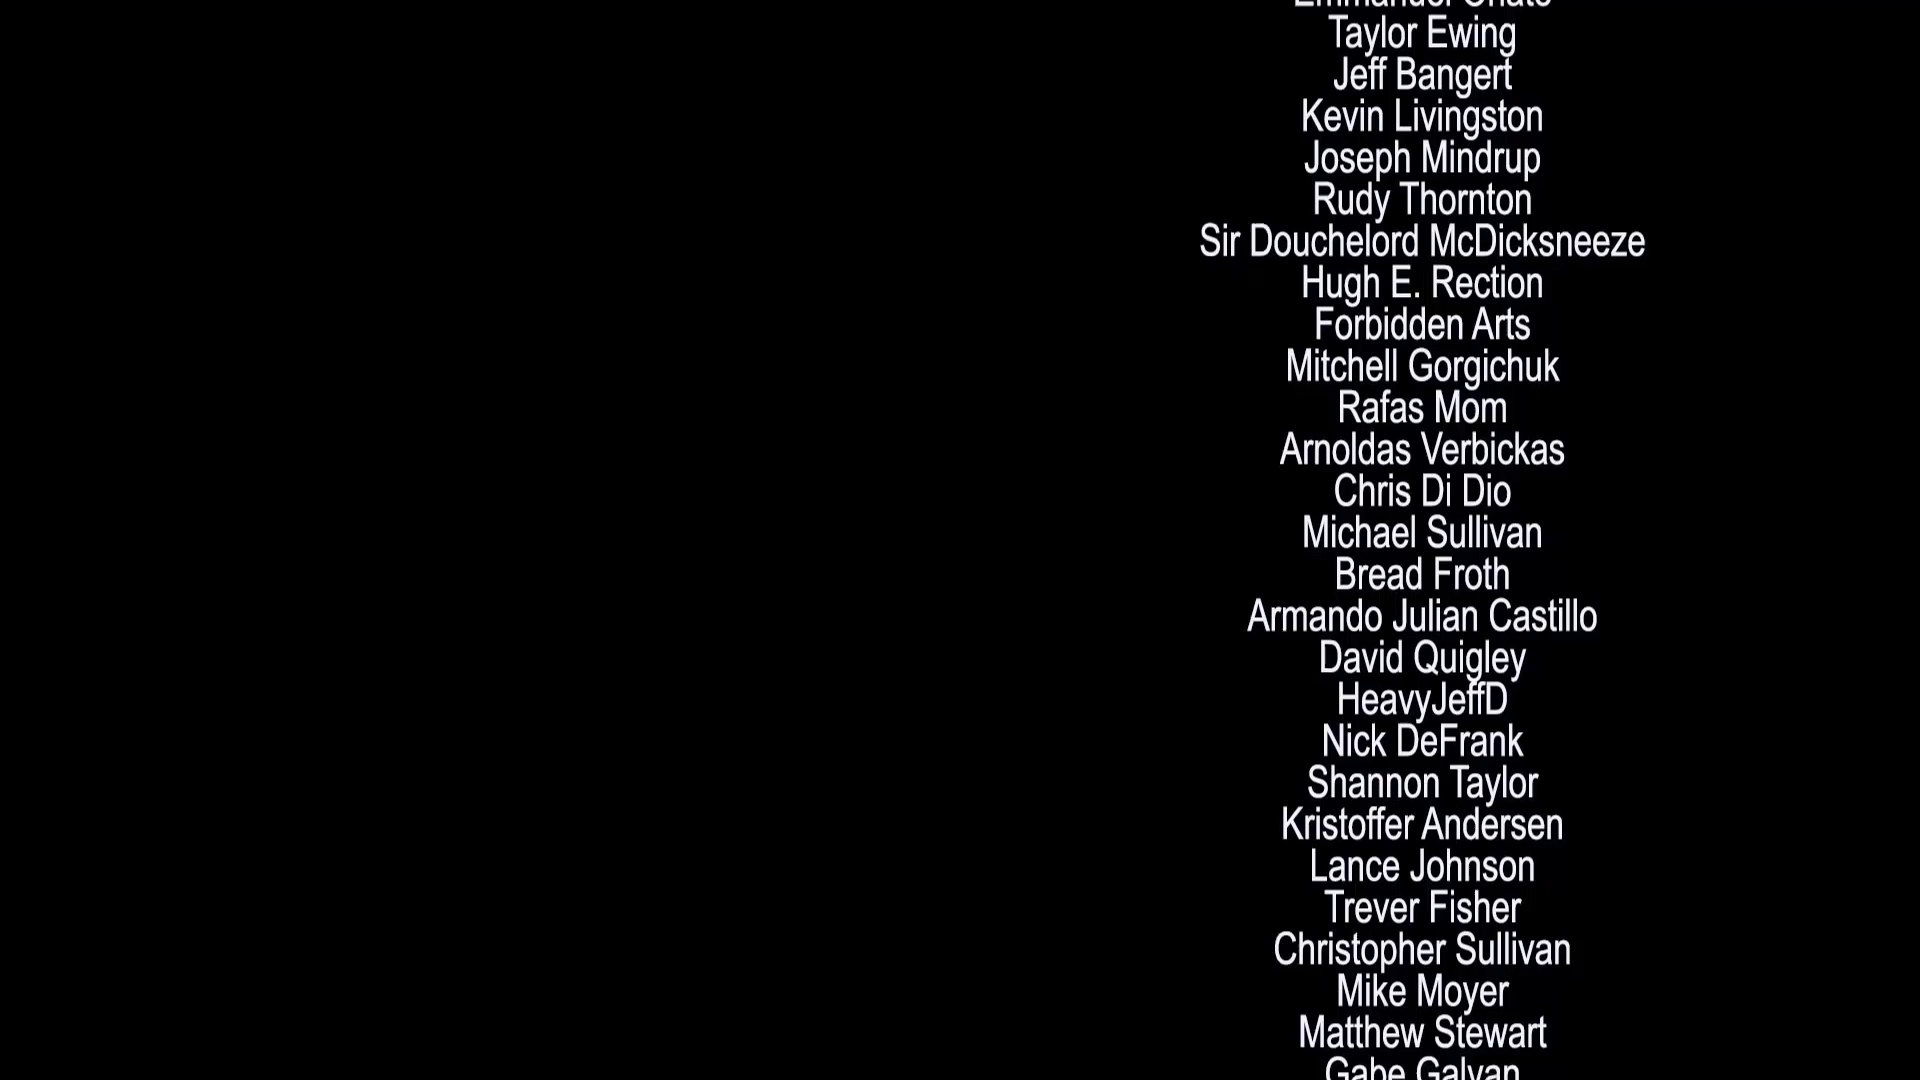 Emmanuel Onate
Taylor Ewing
Jeff Bangert
Kevin Livingston
Joseph Mindrup
Rudy Thornton
Sir Douchelord McDicksneeze
Hugh E. Rection
Forbidden Arts
Mitchell Gorgichuk
Rafas Mom
Arnoldas Verbickas
Chris Di Dio
Michael Sullivan
Bread Froth
Armando Julian Castillo
David Quigley
HeavyJeffD
Nick DeFrank
Shannon Taylor
Kristoffer Andersen
Lance Johnson
Trever Fisher
Christopher Sullivan
Mike Moyer
Matthew Stewart
Gabe Galvan